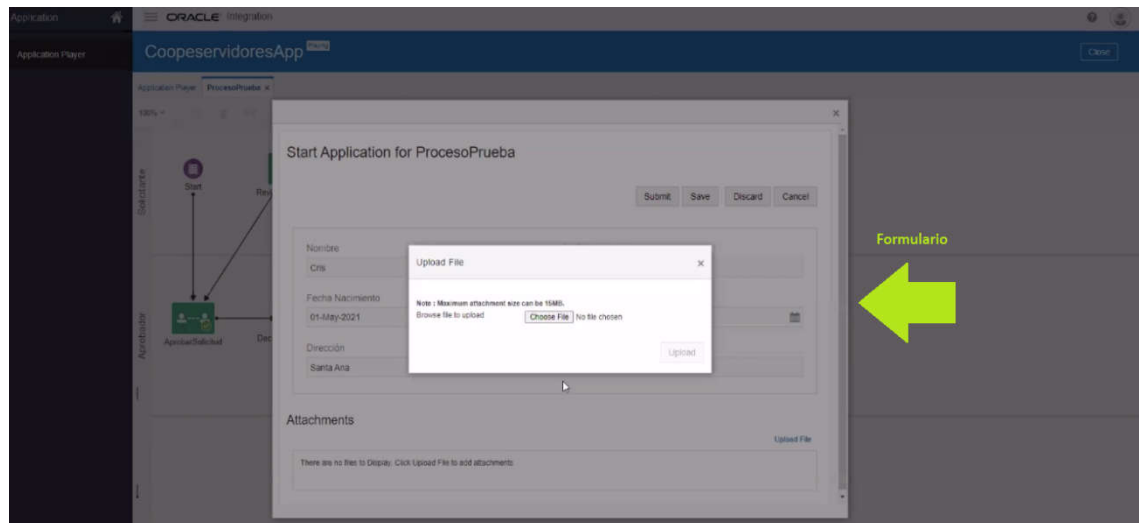 Application
ORACLE Integration
Application Player
CoopeservidoresApp
Close
Application Player
ProcesoPrueba x
100%
Start Application for ProcesoPrueba
Submit
Save
Discard
Cancel
Solicitante
Start
Nombre
Cris
Upload File
Note : Maximum attachment size can be 15MB.
Browse file to upload
Choose File
No file chosen
Upload
Fecha Nacimiento
01-May-2021
Formulario
Aprobador
AprobarSolicitud
Dec
Dirección
Santa Ana
Attachments
Upload File
There are no files to Display. Click Upload File to add attachments